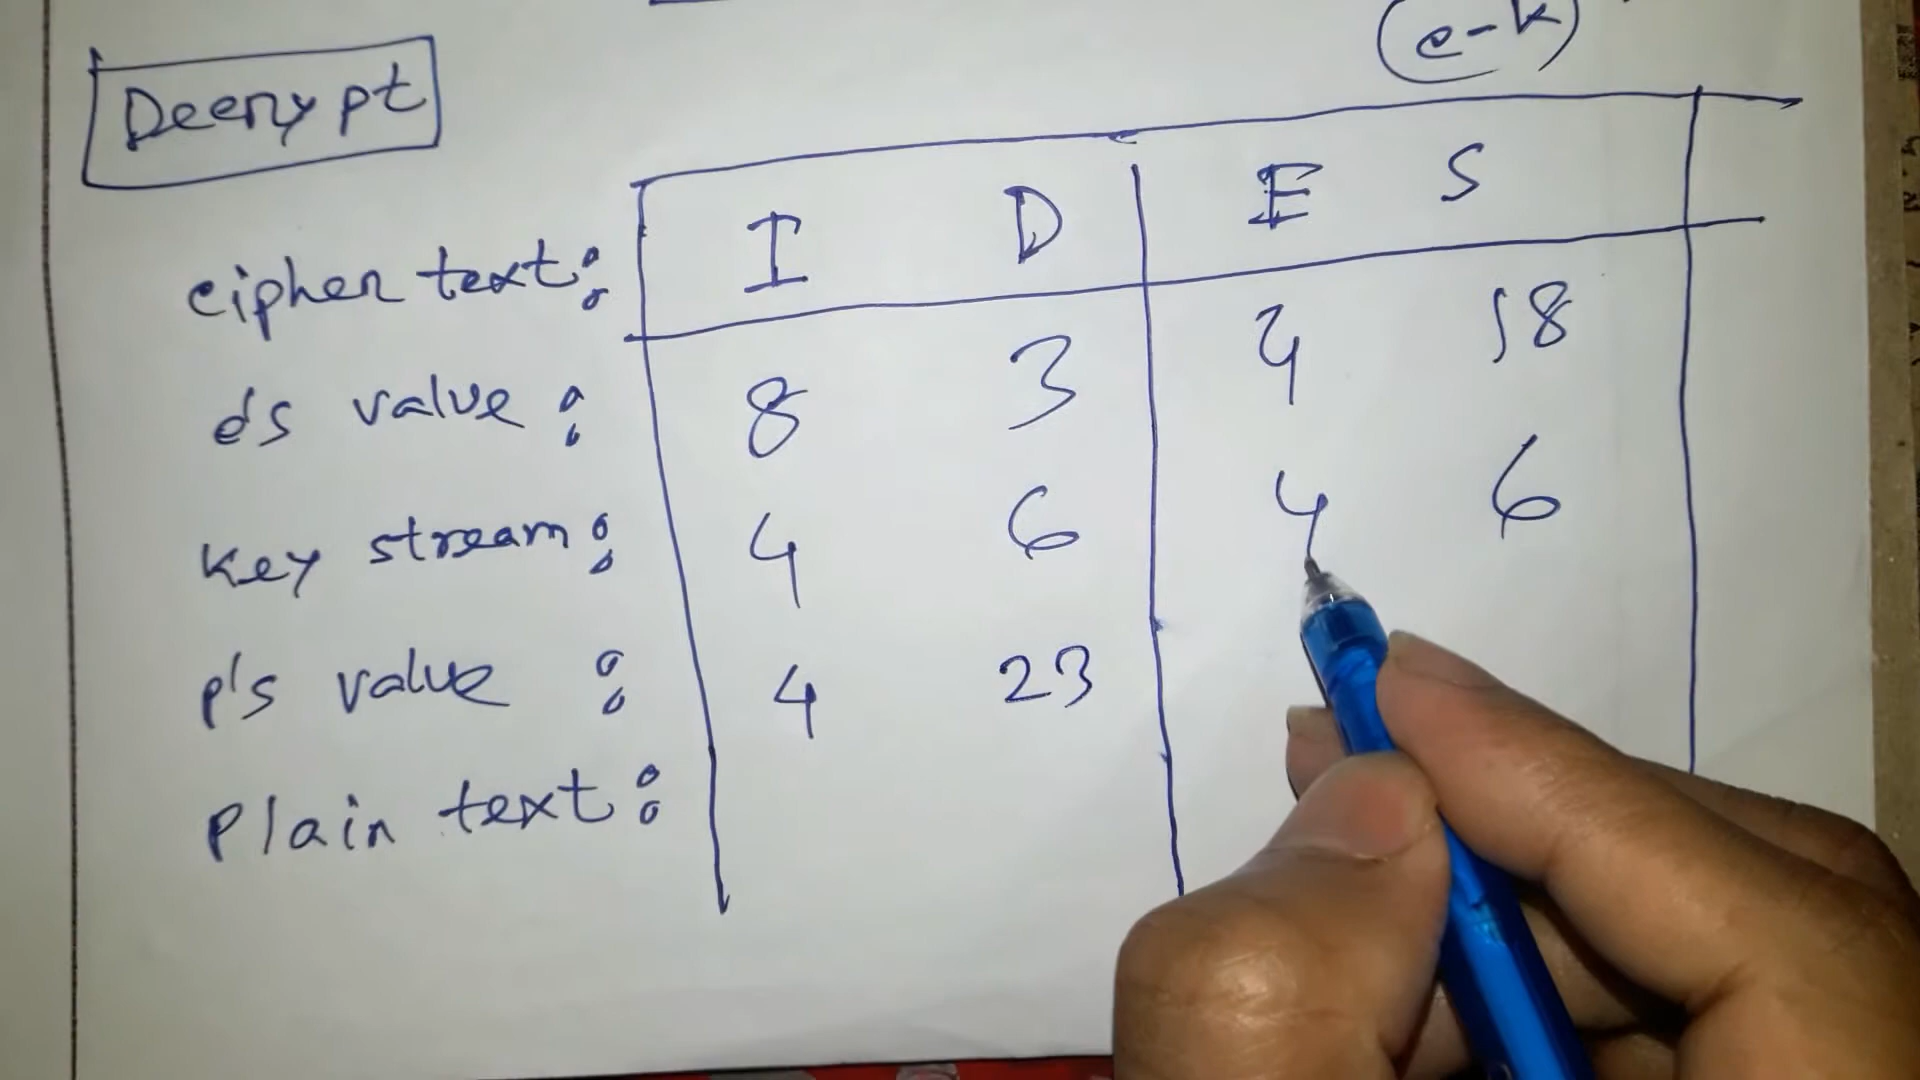 (c-k)
Decrypt
cipher text: I D E S
c's value: 8 3 4 18
Key stream: 4 6 4 6
p's value : 4 23
Plain text: